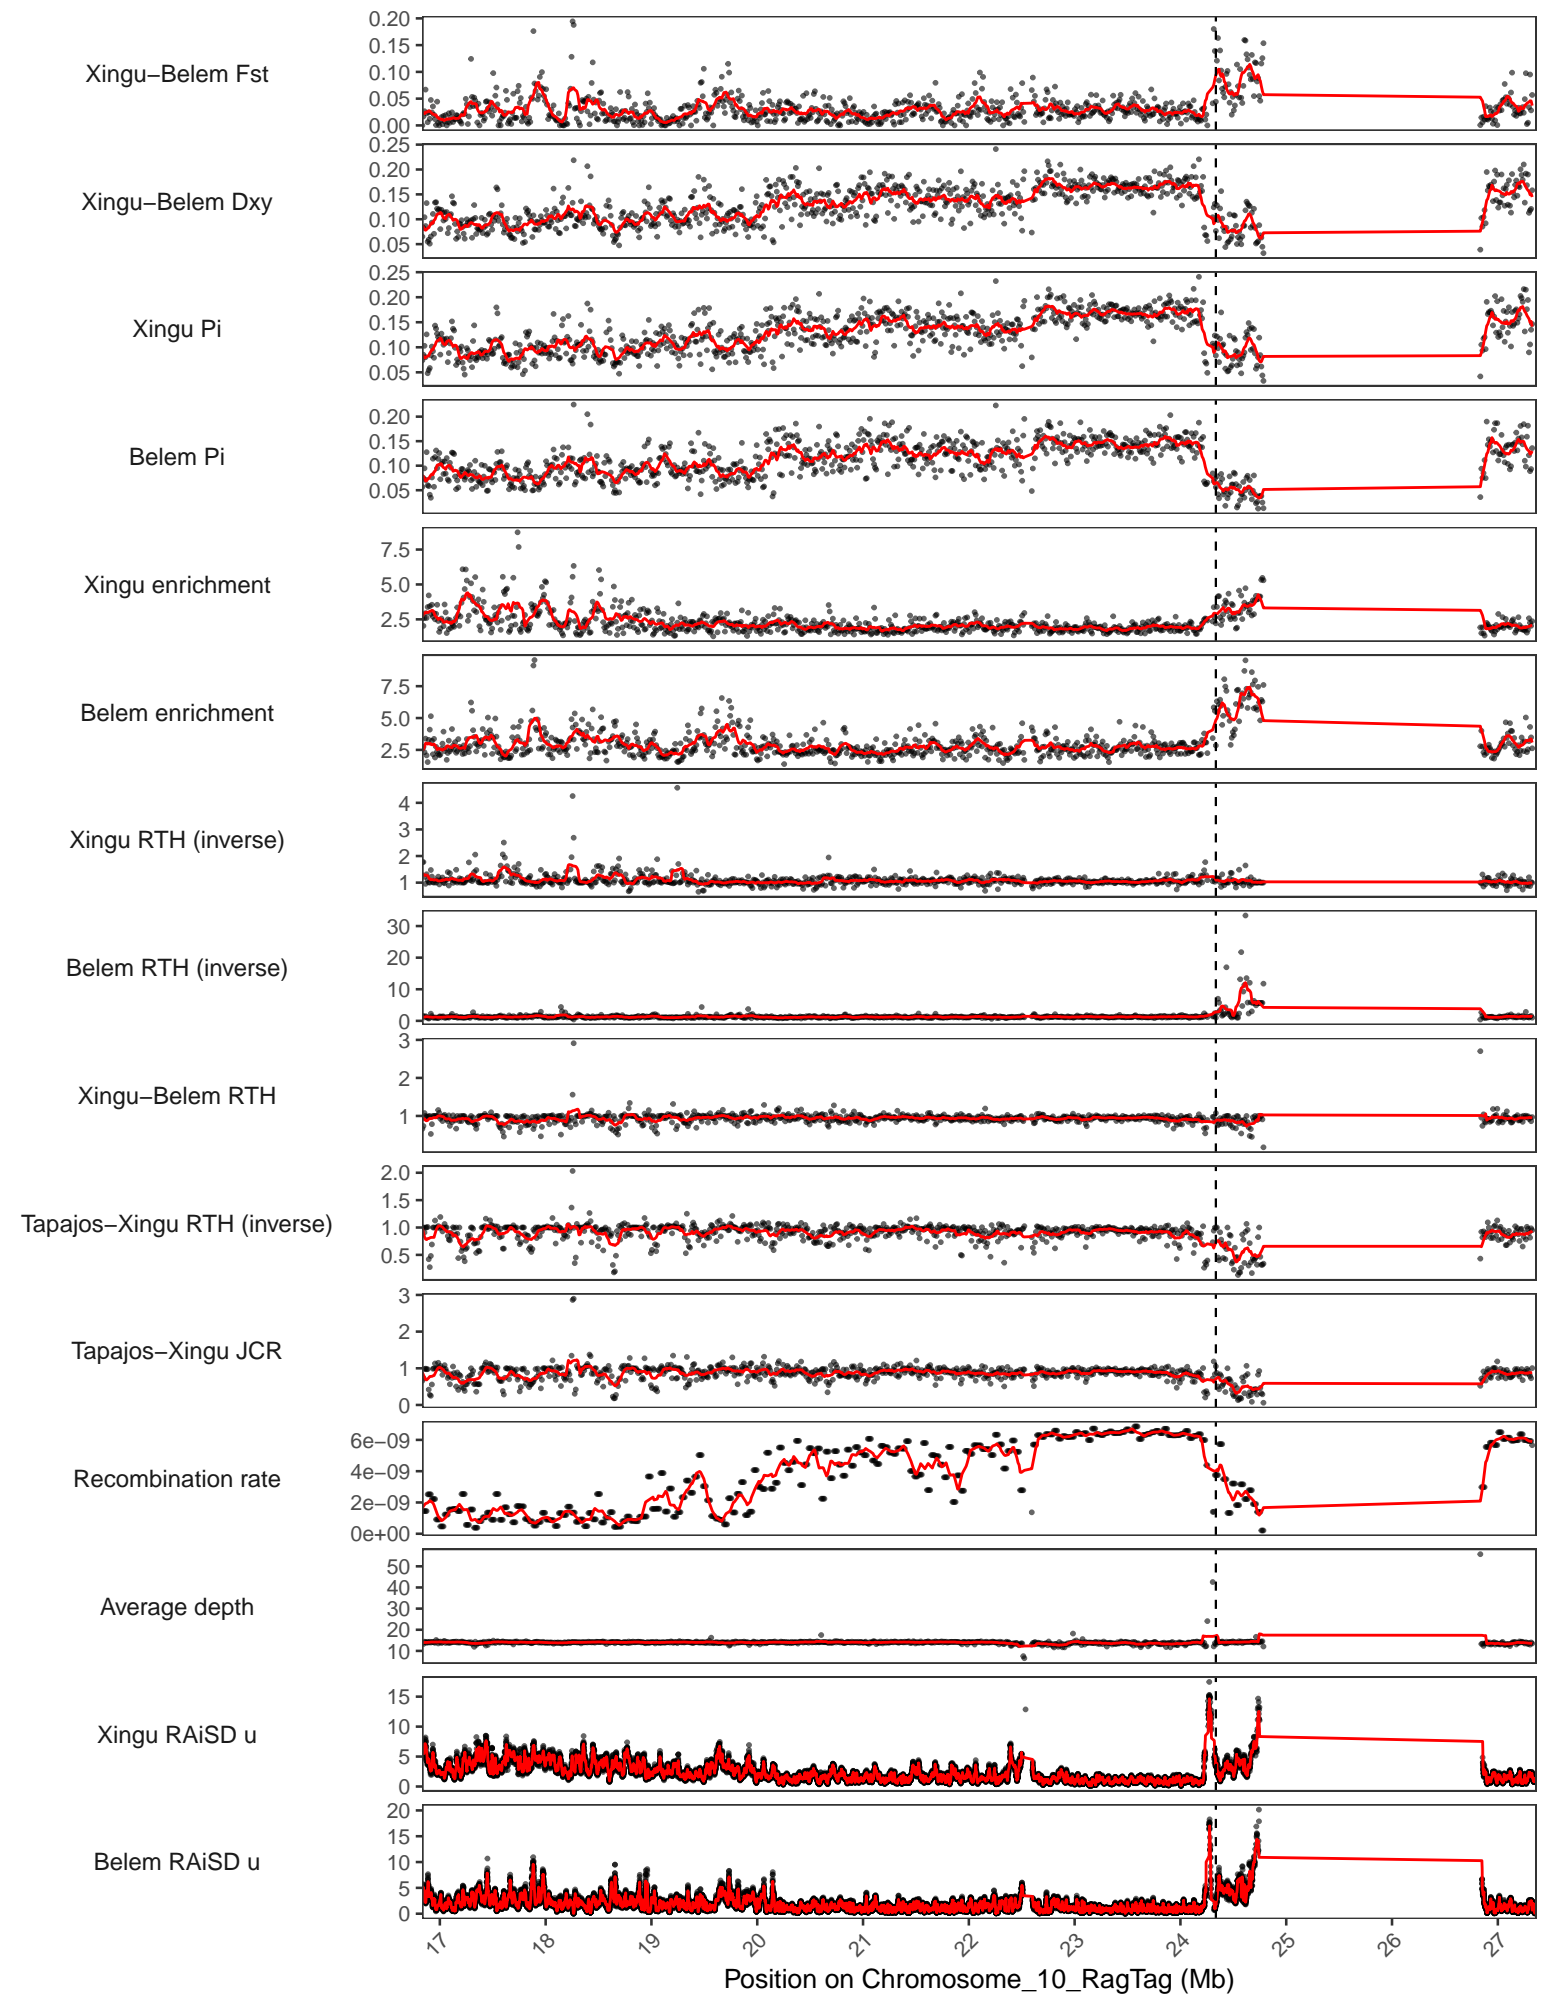 Xingu−Belem Fst
0.20
0.15
0.10
0.05
0.00
Xingu−Belem Dxy
0.25
0.20
0.15
0.10
0.05
Xingu Pi
0.25
0.20
0.15
0.10
0.05
Belem Pi
0.20
0.15
0.10
0.05
Xingu enrichment
7.5
5.0
2.5
Belem enrichment
7.5
5.0
2.5
Xingu RTH (inverse)
4
3
2
1
Belem RTH (inverse)
30
20
10
0
Xingu−Belem RTH
3
2
1
Tapajos−Xingu RTH (inverse)
2.0
1.5
1.0
0.5
Tapajos−Xingu JCR
3
2
1
0
Recombination rate
6e−09
4e−09
2e−09
0e+00
Average depth
50
40
30
20
10
Xingu RAiSD u
15
10
5
0
Belem RAiSD u
20
15
10
5
0
17 18 19 20 21 22 23 24 25 26 27
Position on Chromosome_10_RagTag (Mb)